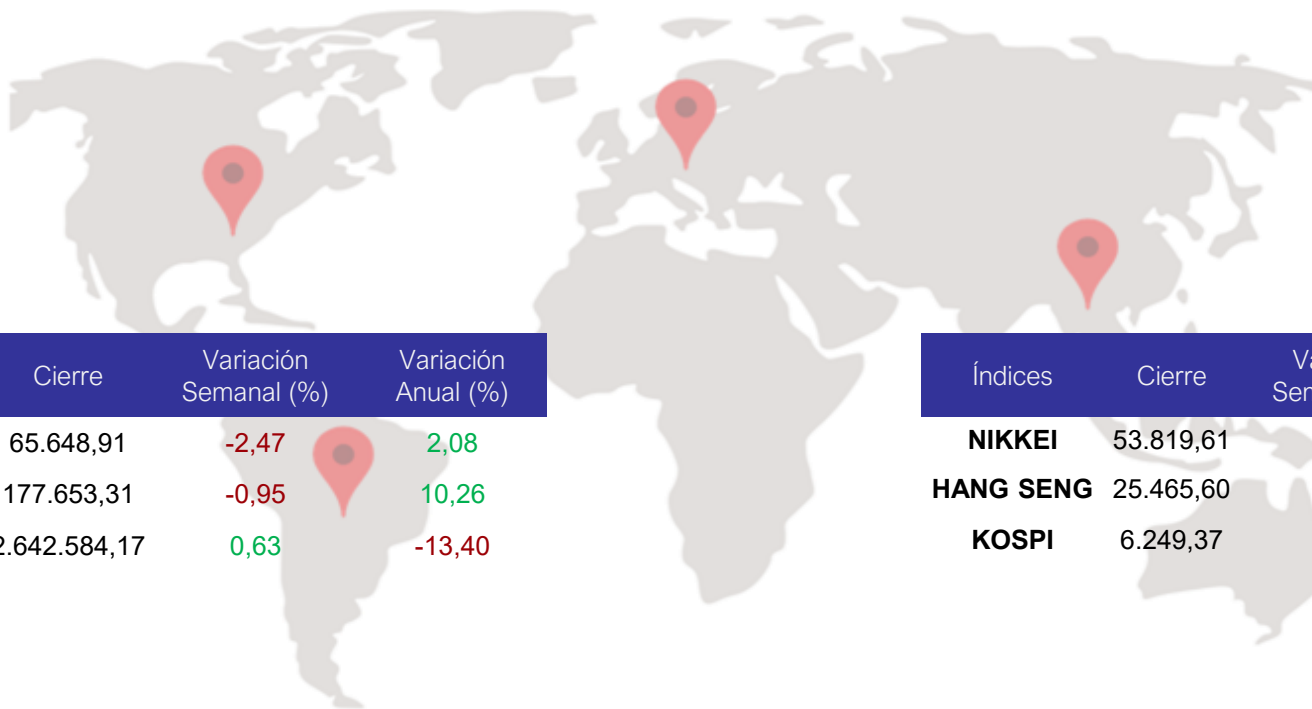 Cierre Variación Semanal (%) Variación Anual (%)
65.648,91 -2,47 2,08
177.653,31 -0,95 10,26
2.642.584,17 0,63 -13,40
Índices Cierre
NIKKEI 53.819,61
HANG SENG 25.465,60
KOSPI 6.249,37